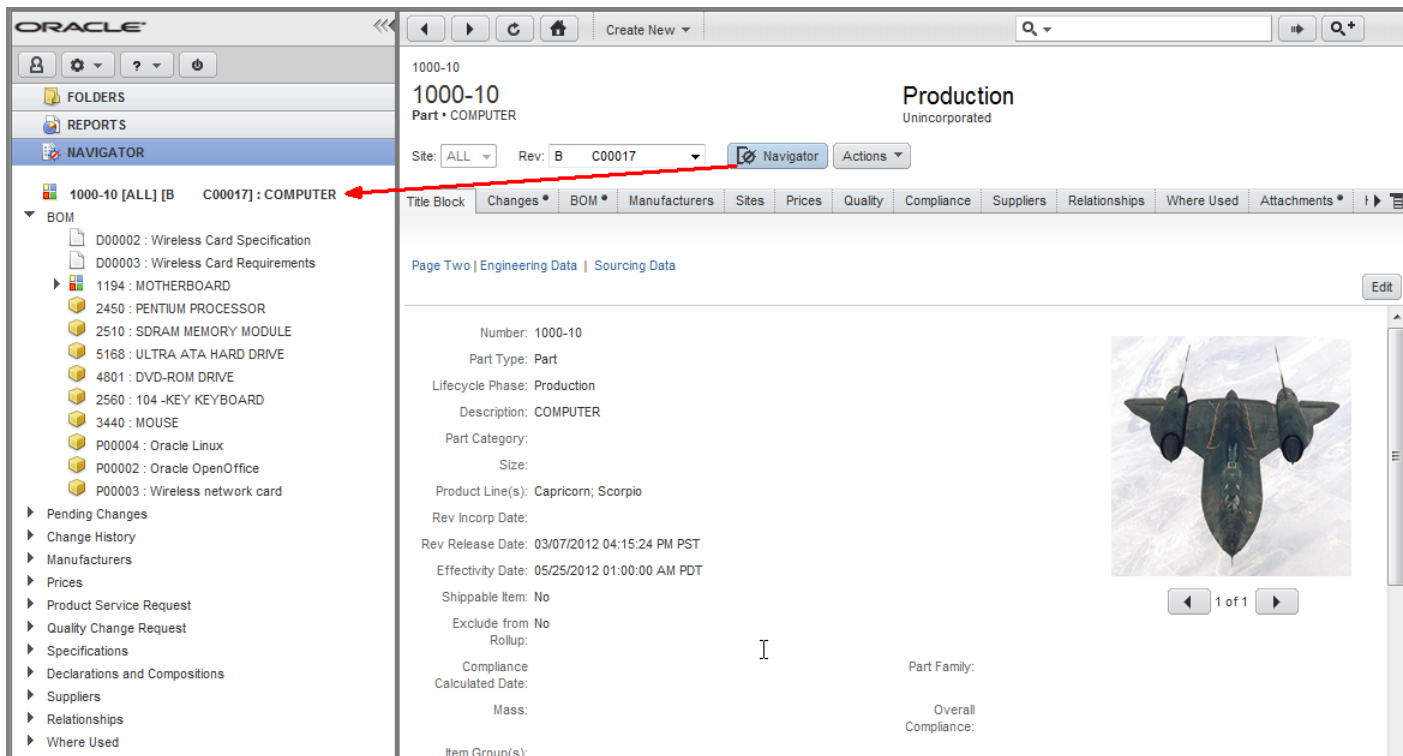 ORACLE
Create New
?
FOLDERS
REPORTS
NAVIGATOR
1000-10 [ALL] [B C00017] : COMPUTER
BOM
D00002 : Wireless Card Specification
D00003 : Wireless Card Requirements
1194 : MOTHERBOARD
2450 : PENTIUM PROCESSOR
2510 : SDRAM MEMORY MODULE
5168 : ULTRA ATA HARD DRIVE
4801 : DVD-ROM DRIVE
2560 : 104 -KEY KEYBOARD
3440 : MOUSE
P00004 : Oracle Linux
P00002 : Oracle OpenOffice
P00003 : Wireless network card
Pending Changes
Change History
Manufacturers
Prices
Product Service Request
Quality Change Request
Specifications
Declarations and Compositions
Suppliers
Relationships
Where Used
1000-10
1000-10
Part • COMPUTER
Production
Unincorporated
Site: ALL Rev: B C00017 Navigator Actions
Title Block Changes • BOM • Manufacturers Sites Prices Quality Compliance Suppliers Relationships Where Used Attachments •
Page Two | Engineering Data | Sourcing Data
Edit
Number: 1000-10
Part Type: Part
Lifecycle Phase: Production
Description: COMPUTER
Part Category:
Size:
Product Line(s): Capricorn; Scorpio
Rev Incorp Date:
Rev Release Date: 03/07/2012 04:15:24 PM PST
Effectivity Date: 05/25/2012 01:00:00 AM PDT
Shippable Item: No
Exclude from No
Rollup:
Compliance
Calculated Date:
Mass:
Item Group(s):
1 of 1
Part Family:
Overall
Compliance: